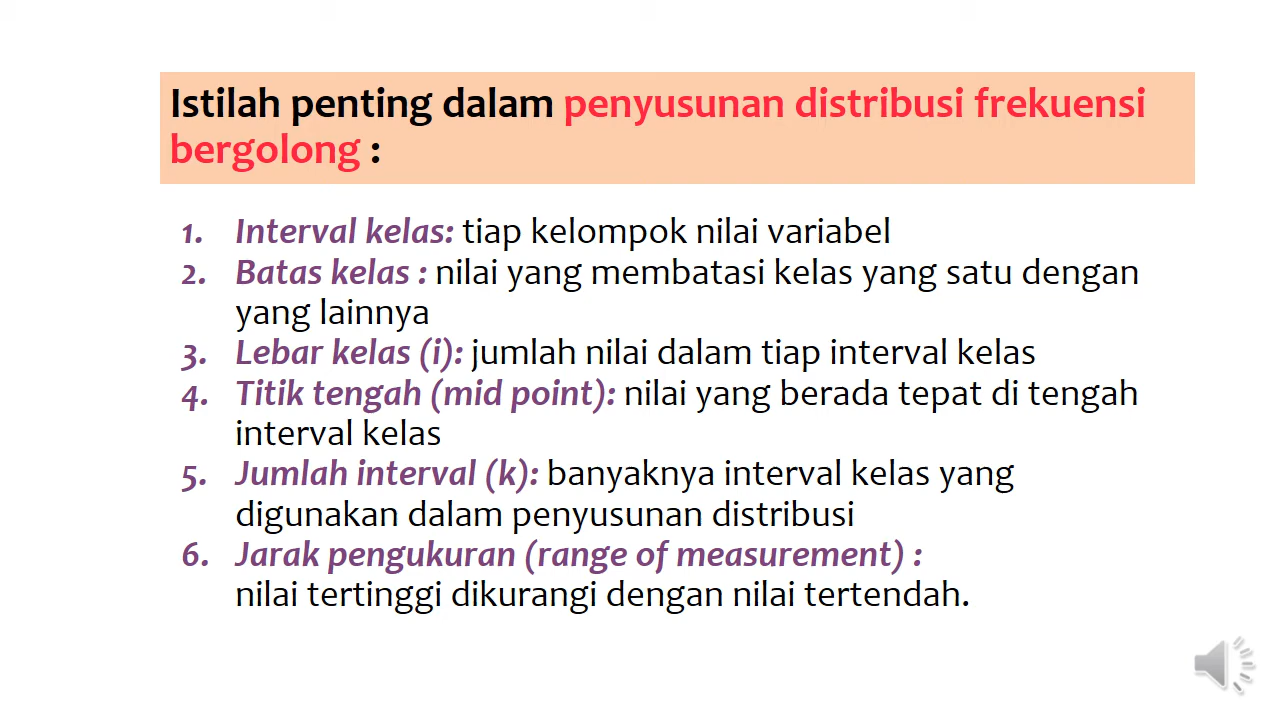 Istilah penting dalam penyusunan distribusi frekuensi
bergolong :
1. Interval kelas: tiap kelompok nilai variabel
2. Batas kelas : nilai yang membatasi kelas yang satu dengan
yang lainnya
3. Lebar kelas (i): jumlah nilai dalam tiap interval kelas
4. Titik tengah (mid point): nilai yang berada tepat di tengah
interval kelas
5. Jumlah interval (k): banyaknya interval kelas yang
digunakan dalam penyusunan distribusi
6. Jarak pengukuran (range of measurement) :
nilai tertinggi dikurangi dengan nilai tertendah.